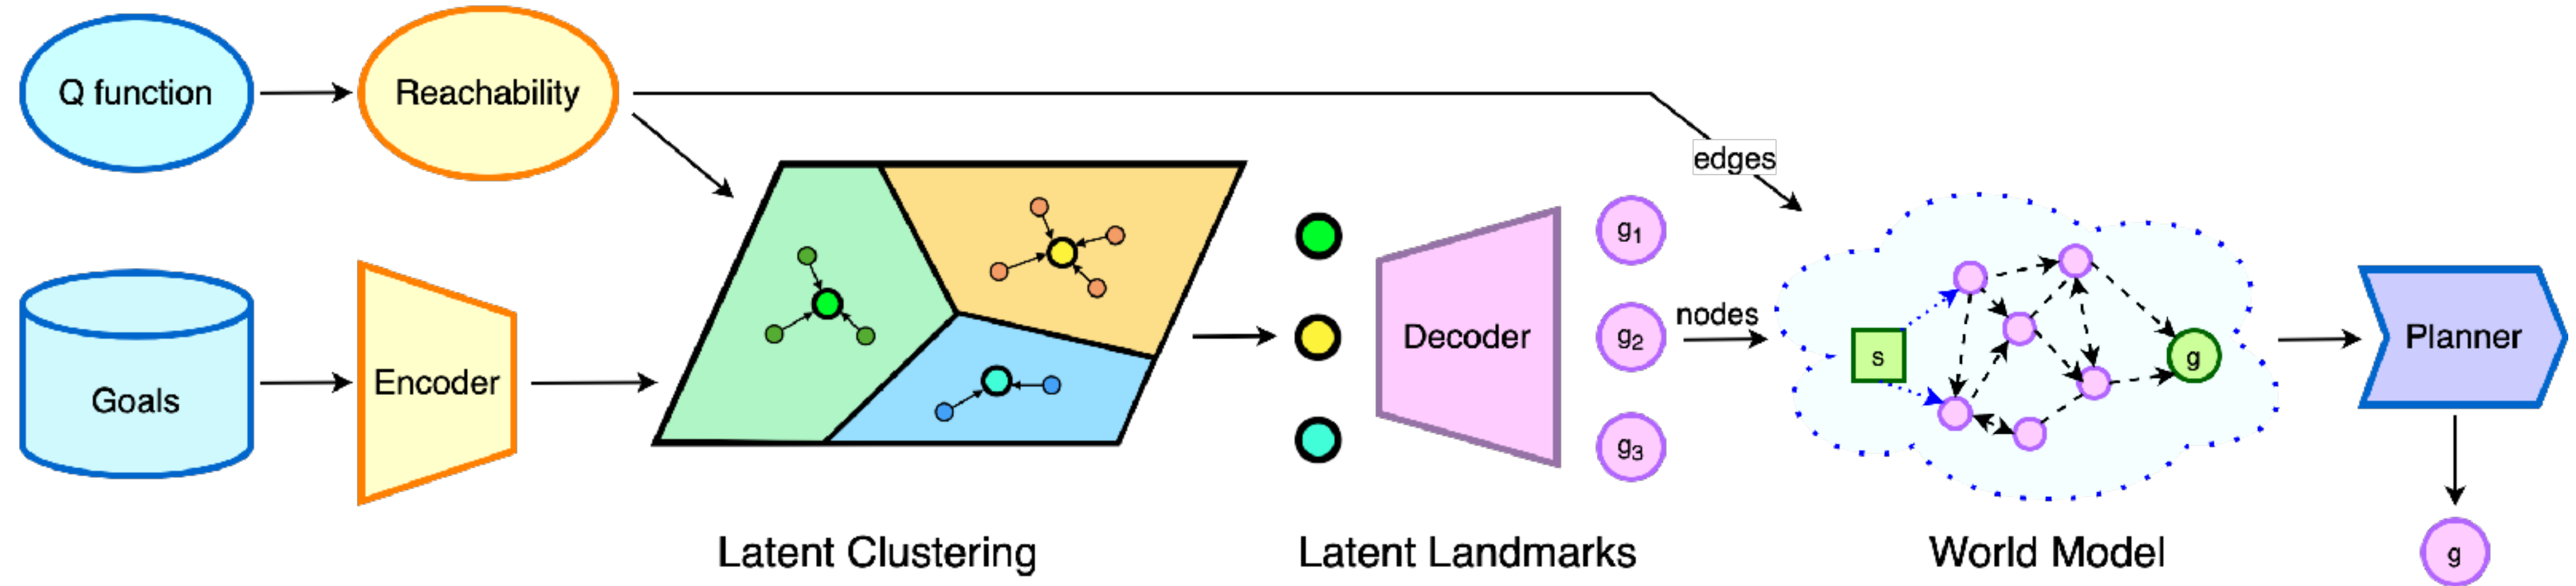 Q function
Reachability
edges
Goals
Encoder
Decoder
g1
g2
g3
nodes
s
g
Planner
Latent Clustering
Latent Landmarks
World Model
g